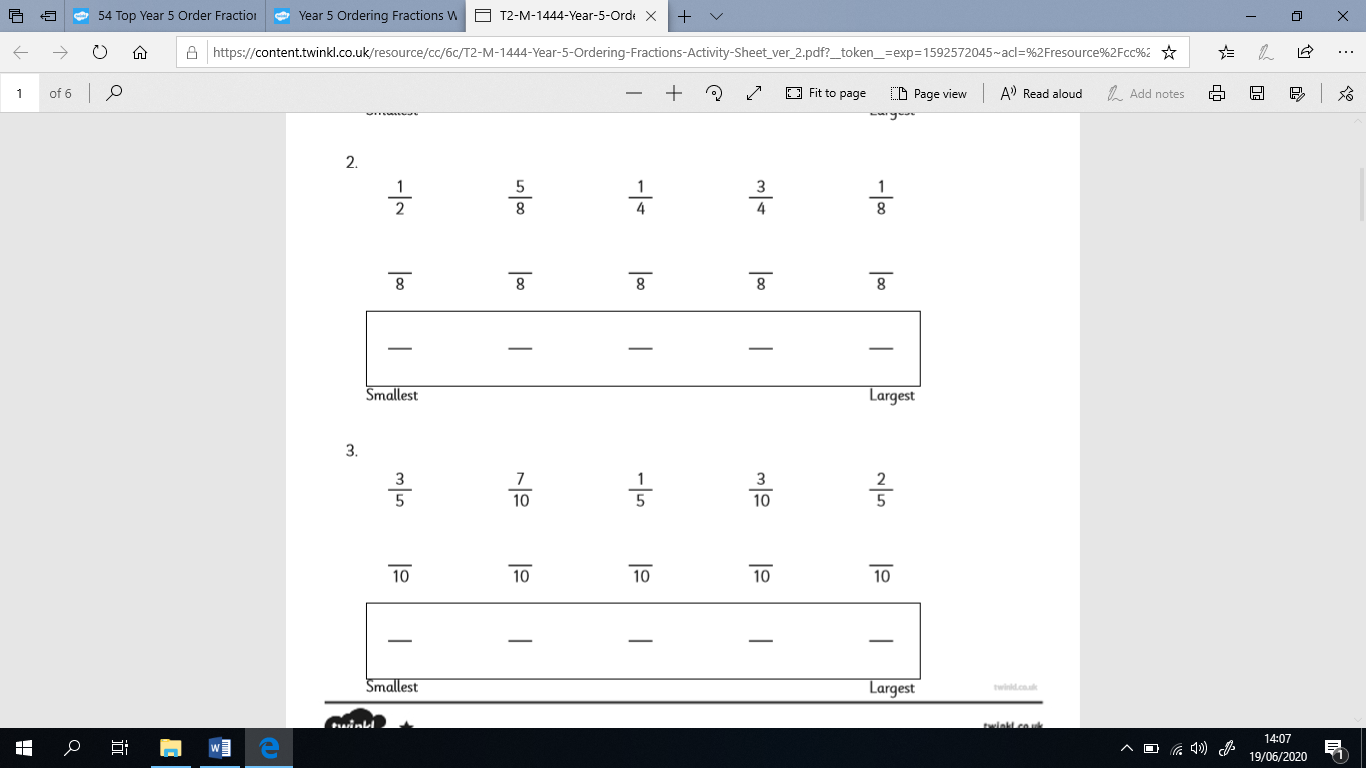 54 Top Year 5 Order Fraction
Year 5 Ordering Fractions W
T2-M-1444-Year-5-Orde
https://content.twinkl.co.uk/resource/cc/6c/T2-M-1444-Year-5-Ordering-Fractions-Activity-Sheet_ver_2.pdf?__token__=exp=1592572045~acl=%2Fresource%2Fcc%2
1 of 6 Fit to page Page view Read aloud Add notes
Smallest Largest
2.
1 5 1 3 1
2 8 4 4 8
8 8 8 8 8
Smallest Largest
3.
3 7 1 3 2
5 10 5 10 5
10 10 10 10 10
Smallest Largest
twinkl.co.uk
twinkl twinkl.co.uk
14:07
19/06/2020
1